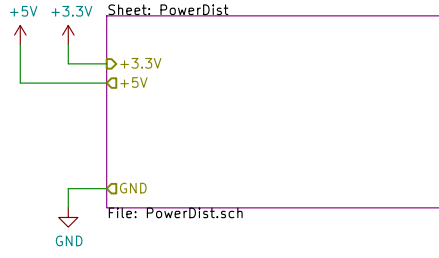 +5V +3.3V Sheet: PowerDist
+3.3V
+5V
GND
File: PowerDist.sch
GND